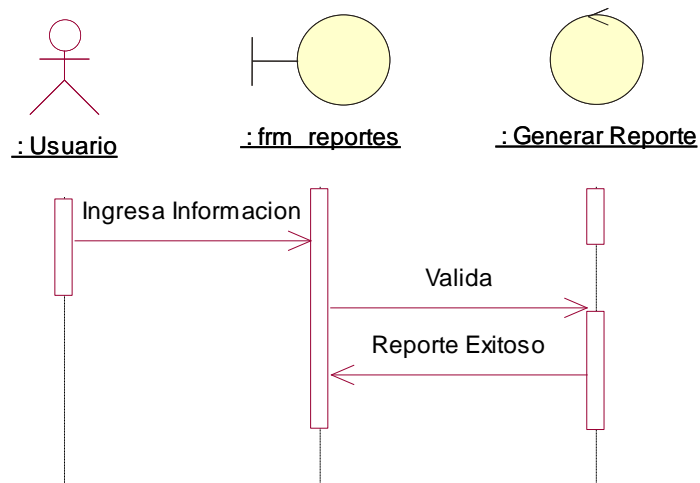 : Usuario
: frm_reportes
: Generar Reporte
Ingresa Informacion
Valida
Reporte Exitoso